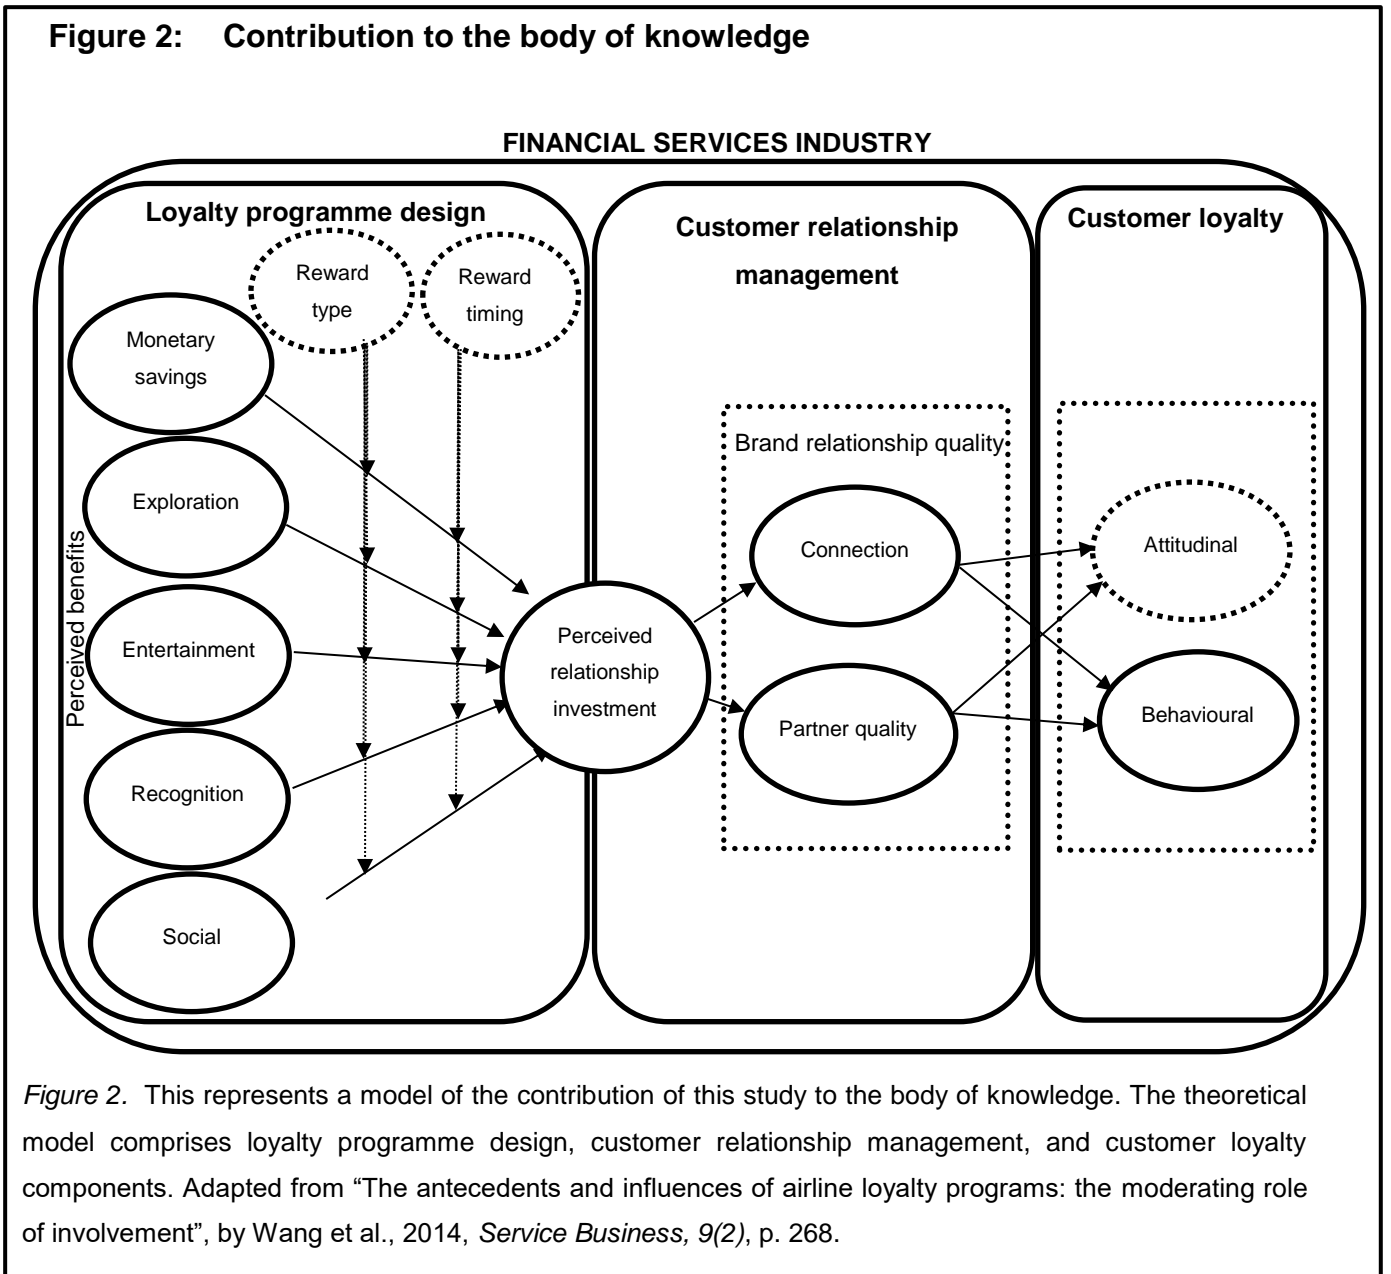 Figure 2: Contribution to the body of knowledge
FINANCIAL SERVICES INDUSTRY
Loyalty programme design
Reward
type
Reward
timing
Monetary
savings
Exploration
Entertainment
Recognition
Social
Perceived benefits
Perceived
relationship
investment
Customer relationship
management
Brand relationship quality
Connection
Partner quality
Customer loyalty
Attitudinal
Behavioural
Figure 2. This represents a model of the contribution of this study to the body of knowledge. The theoretical
model comprises loyalty programme design, customer relationship management, and customer loyalty
components. Adapted from “The antecedents and influences of airline loyalty programs: the moderating role
of involvement”, by Wang et al., 2014, Service Business, 9(2), p. 268.